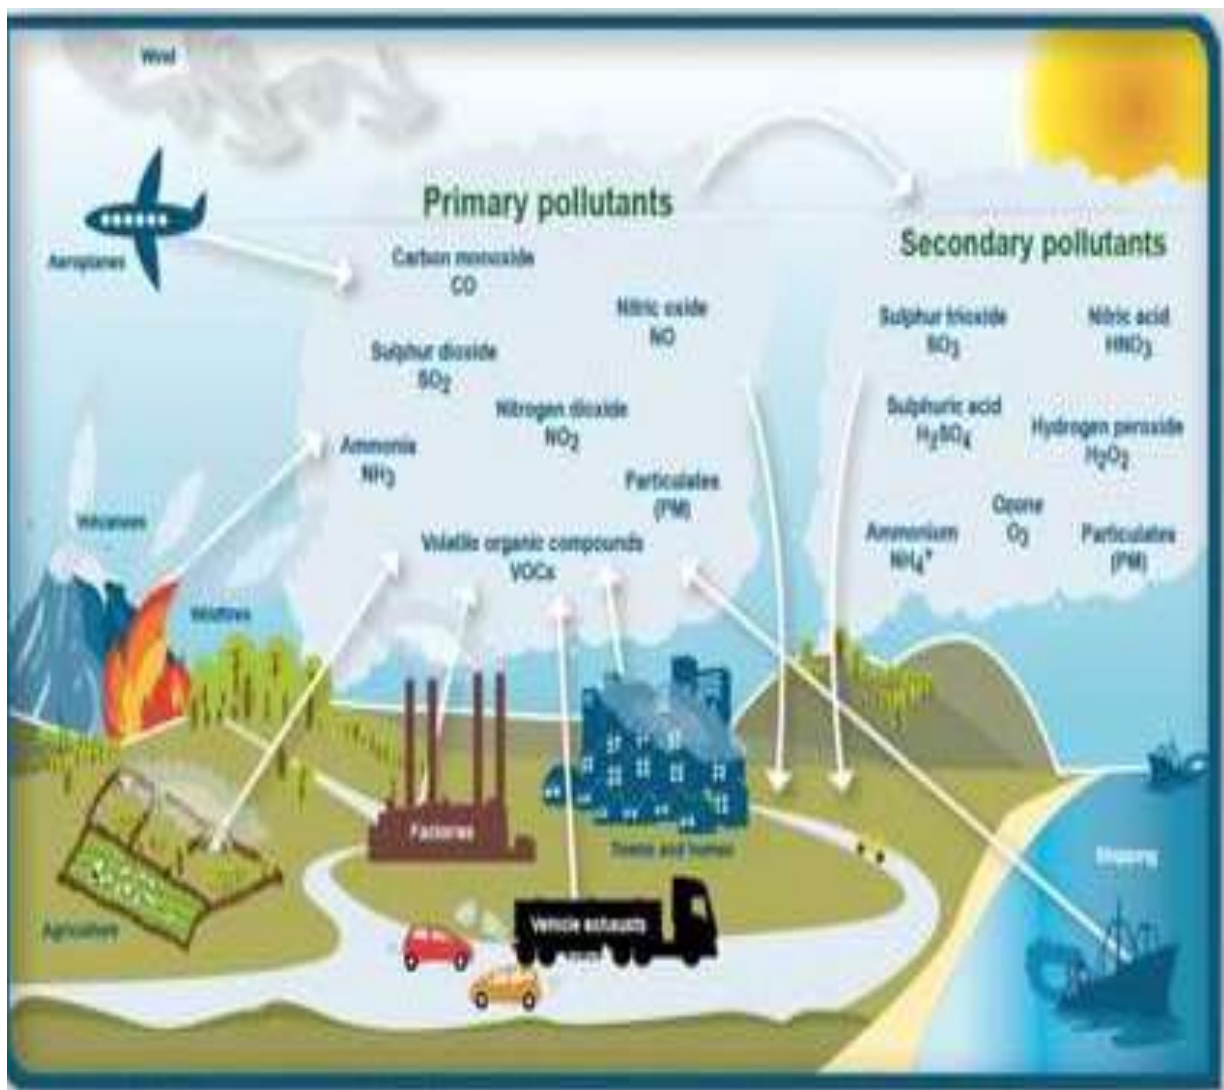 Wind
Primary pollutants
Secondary pollutants
Aeroplanes
Carbon monoxide
CO
Nitric oxide
NO
Sulphur dioxide
SO2
Nitrogen dioxide
NO2
Ammonia
NH3
Particulates
(PM)
Volatile organic compounds
VOCs
Sulphur trioxide
SO3
Nitric acid
HNO3
Sulphuric acid
H2SO4
Hydrogen peroxide
H2O2
Ozone
O3
Ammonium
NH4+
Particulates
(PM)
Volcanoes
Wildfires
Factories
Towns and homes
Shipping
Agriculture
Vehicle exhausts